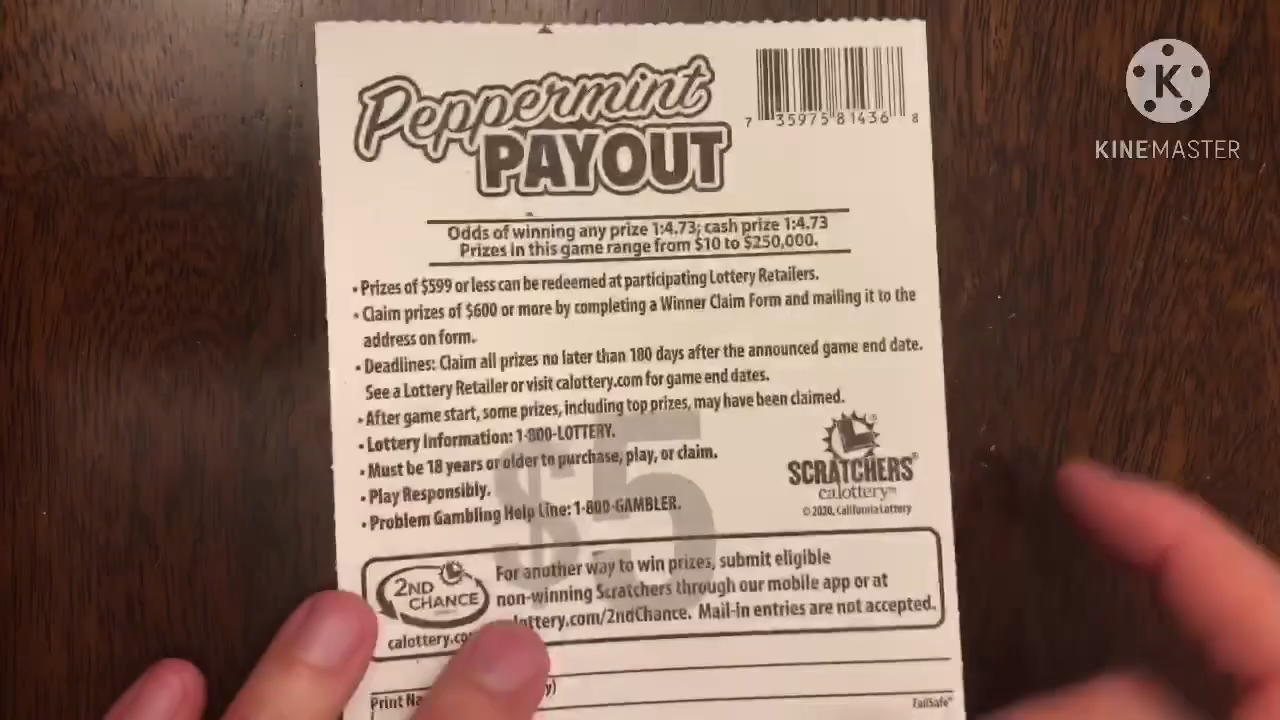 Peppermint
PAYOUT
7 35975 81436 8
K
KINEMASTER
Odds of winning any prize 1:4.73; cash prize 1:4.73
Prizes in this game range from $10 to $250,000.
• Prizes of $599 or less can be redeemed at participating Lottery Retailers.
• Claim prizes of $600 or more by completing a Winner Claim Form and mailing it to the
address on form.
• Deadlines: Claim all prizes no later than 180 days after the announced game end date.
See a Lottery Retailer or visit calottery.com for game end dates.
• After game start, some prizes, including top prizes, may have been claimed.
• Lottery Information: 1-800-LOTTERY.
• Must be 18 years or older to purchase, play, or claim.
• Play Responsibly.
• Problem Gambling Help Line: 1-800-GAMBLER.
$5
SCRATCHERS®
calottery™
© 2020, California Lottery
2ND
CHANCE
For another way to win prizes, submit eligible
non-winning Scratchers through our mobile app or at
/2ndChance. Mail-in entries are not accepted.
Print
TailSafe®